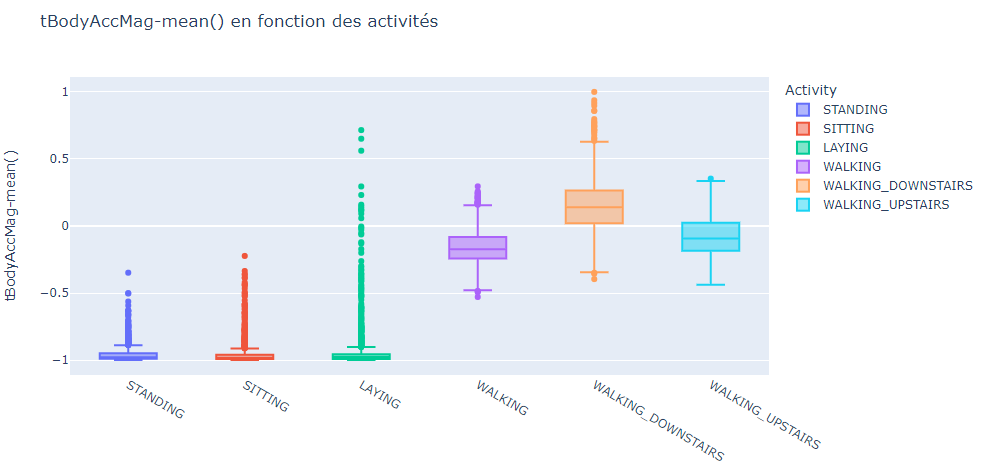 tBodyAccMag-mean() en fonction des activités
tBodyAccMag-mean()
1
0.5
0
−0.5
−1
STANDING
SITTING
LAYING
WALKING
WALKING_DOWNSTAIRS
WALKING_UPSTAIRS
Activity
STANDING
SITTING
LAYING
WALKING
WALKING_DOWNSTAIRS
WALKING_UPSTAIRS